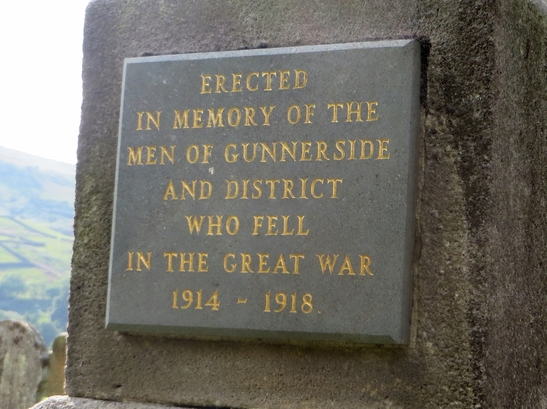 ERECTED
IN MEMORY OF THE
MEN OF GUNNERSIDE
AND DISTRICT
WHO FELL
IN THE GREAT WAR
1914 - 1918.